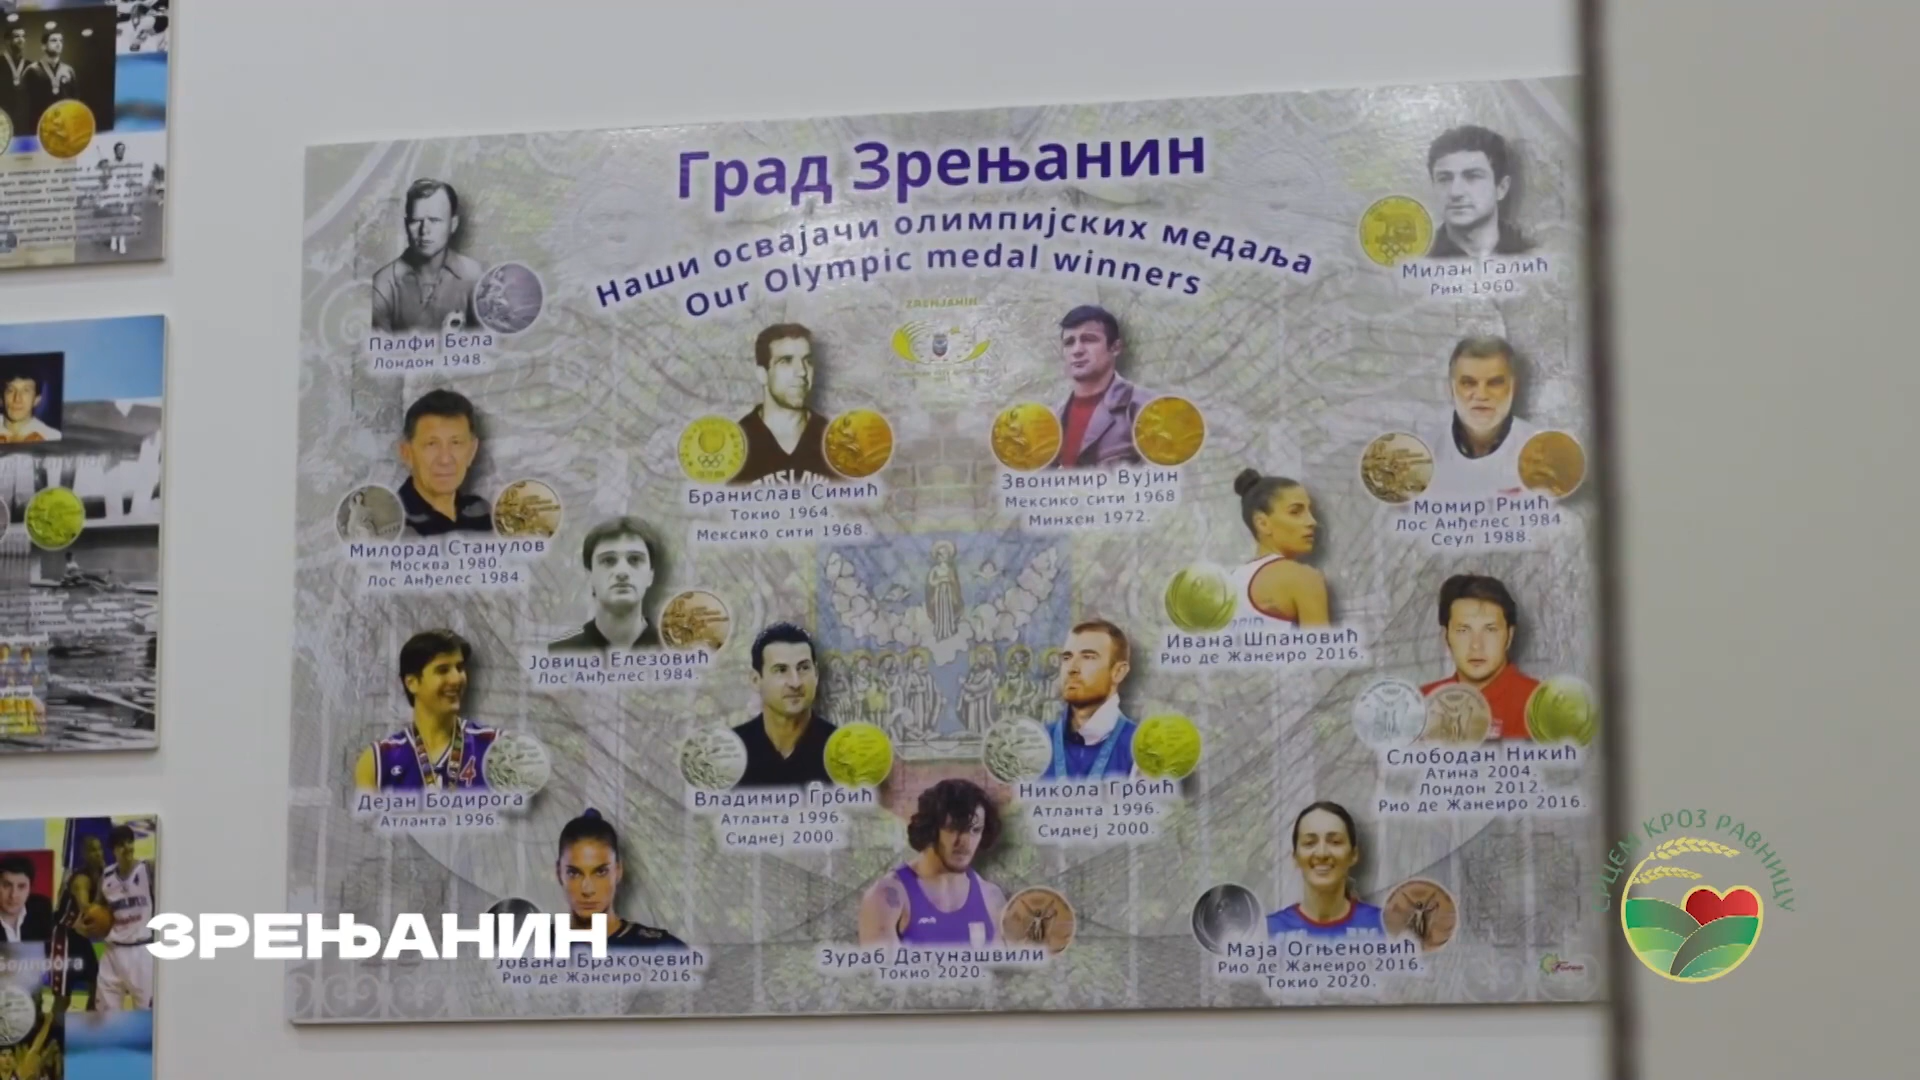 Град Зрењанин
Наши освајачи олимпијских медаља
Our Olympic medal winners
ZRENJANIN
Палфи Бела
Лондон 1948.
Милан Галић
Рим 1960.
Бранислав Симић
Токио 1964.
Мексико сити 1968.
Звонимир Вујин
Мексико сити 1968
Минхен 1972.
Момир Рнић
Лос Анђелес 1984.
Сеул 1988.
Милорад Станулов
Москва 1980.
Лос Анђелес 1984.
Јовица Елезовић
Лос Анђелес 1984.
Ивана Шпановић
Рио де Жанеиро 2016.
Слободан Никић
Атина 2004.
Лондон 2012.
Рио де Жанеиро 2016.
Дејан Бодирога
Атланта 1996.
Владимир Грбић
Атланта 1996.
Сиднеј 2000.
Никола Грбић
Атланта 1996.
Сиднеј 2000.
Јована Бракочевић
Рио де Жанеиро 2016.
Зураб Датунашвили
Токио 2020.
Маја Огњеновић
Рио де Жанеиро 2016.
Токио 2020.
ЗРЕЊАНИН
СРЦЕМ КРОЗ РАВНИЦУ